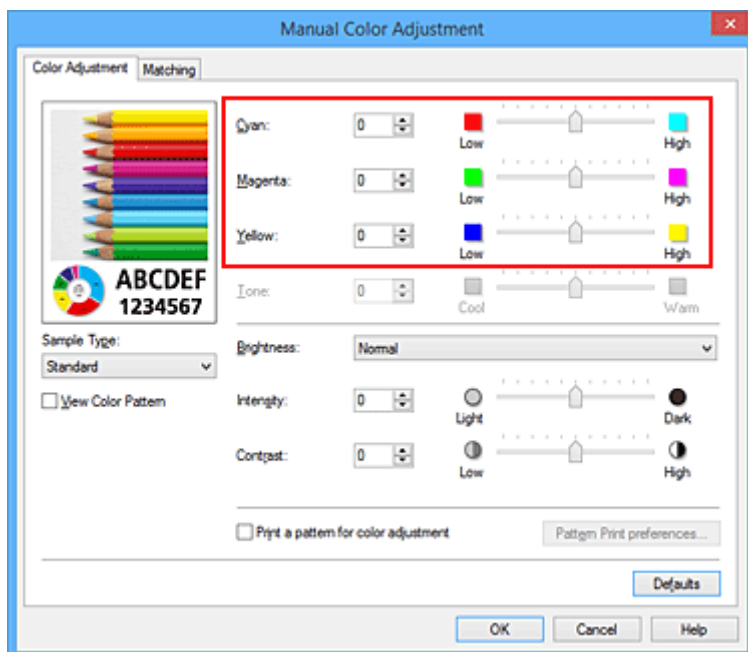 Manual Color Adjustment
Color Adjustment Matching
Cyan: 0 Low High
Magenta: 0 Low High
Yellow: 0 Low High
Tone: 0 Cool Warm
ABCDEF
1234567
Sample Type:
Standard
View Color Pattern
Brightness: Normal
Intensity: 0 Light Dark
Contrast: 0 Low High
Print a pattern for color adjustment Pattern Print preferences...
Defaults
OK Cancel Help